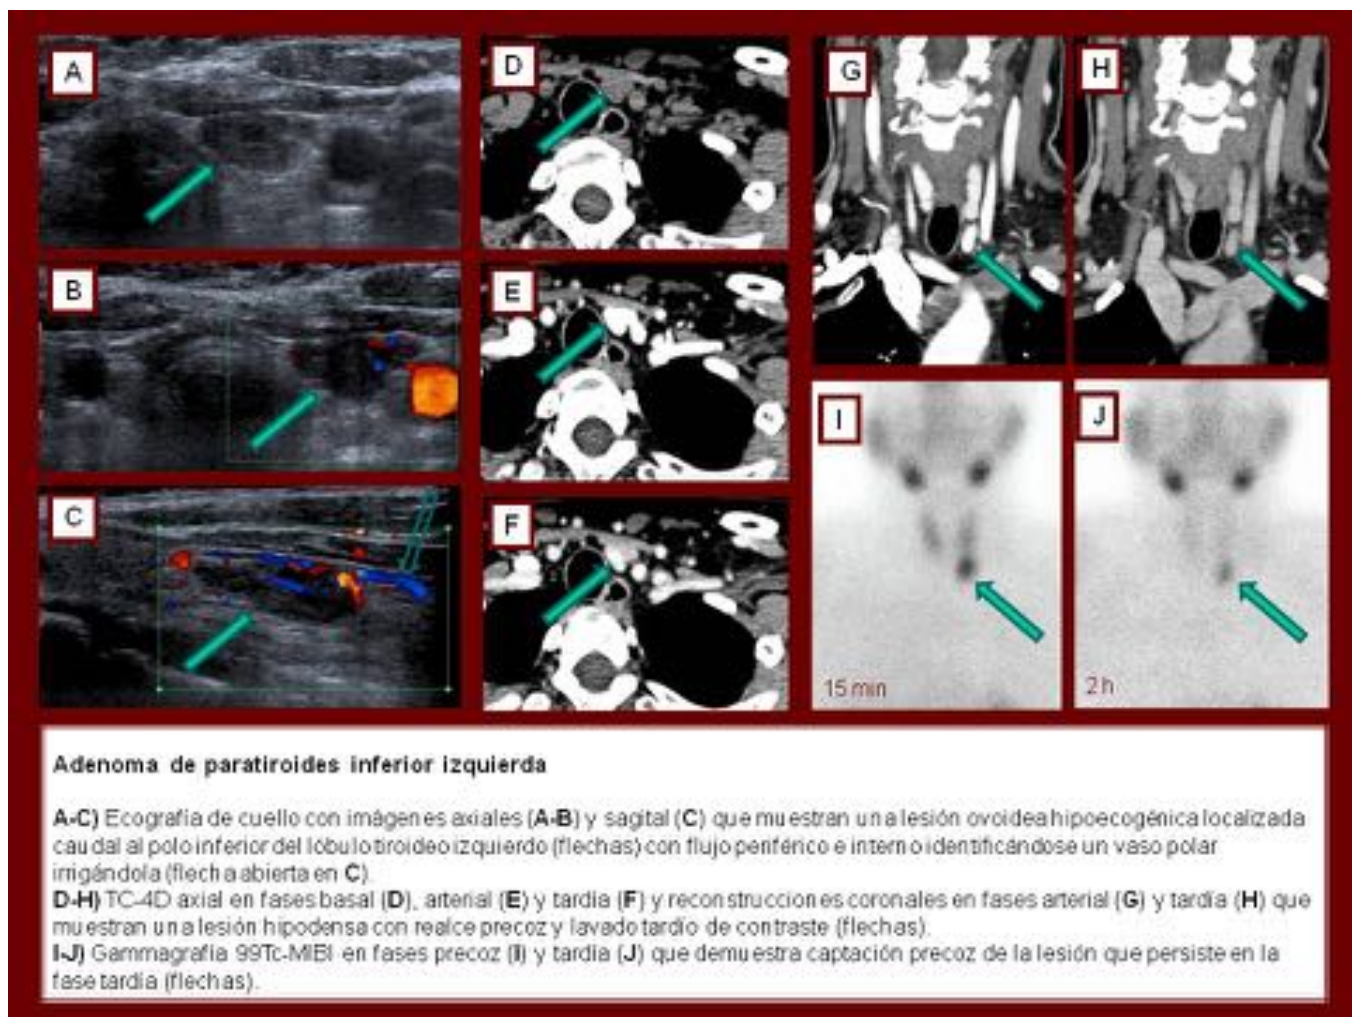 A
B
C
D
E
F
G
H
I
J
15 min
2 h
Adenoma de paratiroides inferior izquierda
A-C) Ecografía de cuello con imágenes axiales (A-B) y sagital (C) que muestran una lesión ovoidea hipoecogénica localizada
caudal al polo inferior del lóbulo tiroideo izquierdo (flechas) con flujo periférico e interno identificándose un vaso polar
irrigándola (flecha abierta en C).
D-H) TC-4D axial en fases basal (D), arterial (E) y tardía (F) y reconstrucciones coronales en fases arterial (G) y tardía (H) que
muestran una lesión hipodensa con realce precoz y lavado tardío de contraste (flechas).
I-J) Gammagrafía 99Tc-MIBI en fases precoz (I) y tardía (J) que demuestra captación precoz de la lesión que persiste en la
fase tardía (flechas).